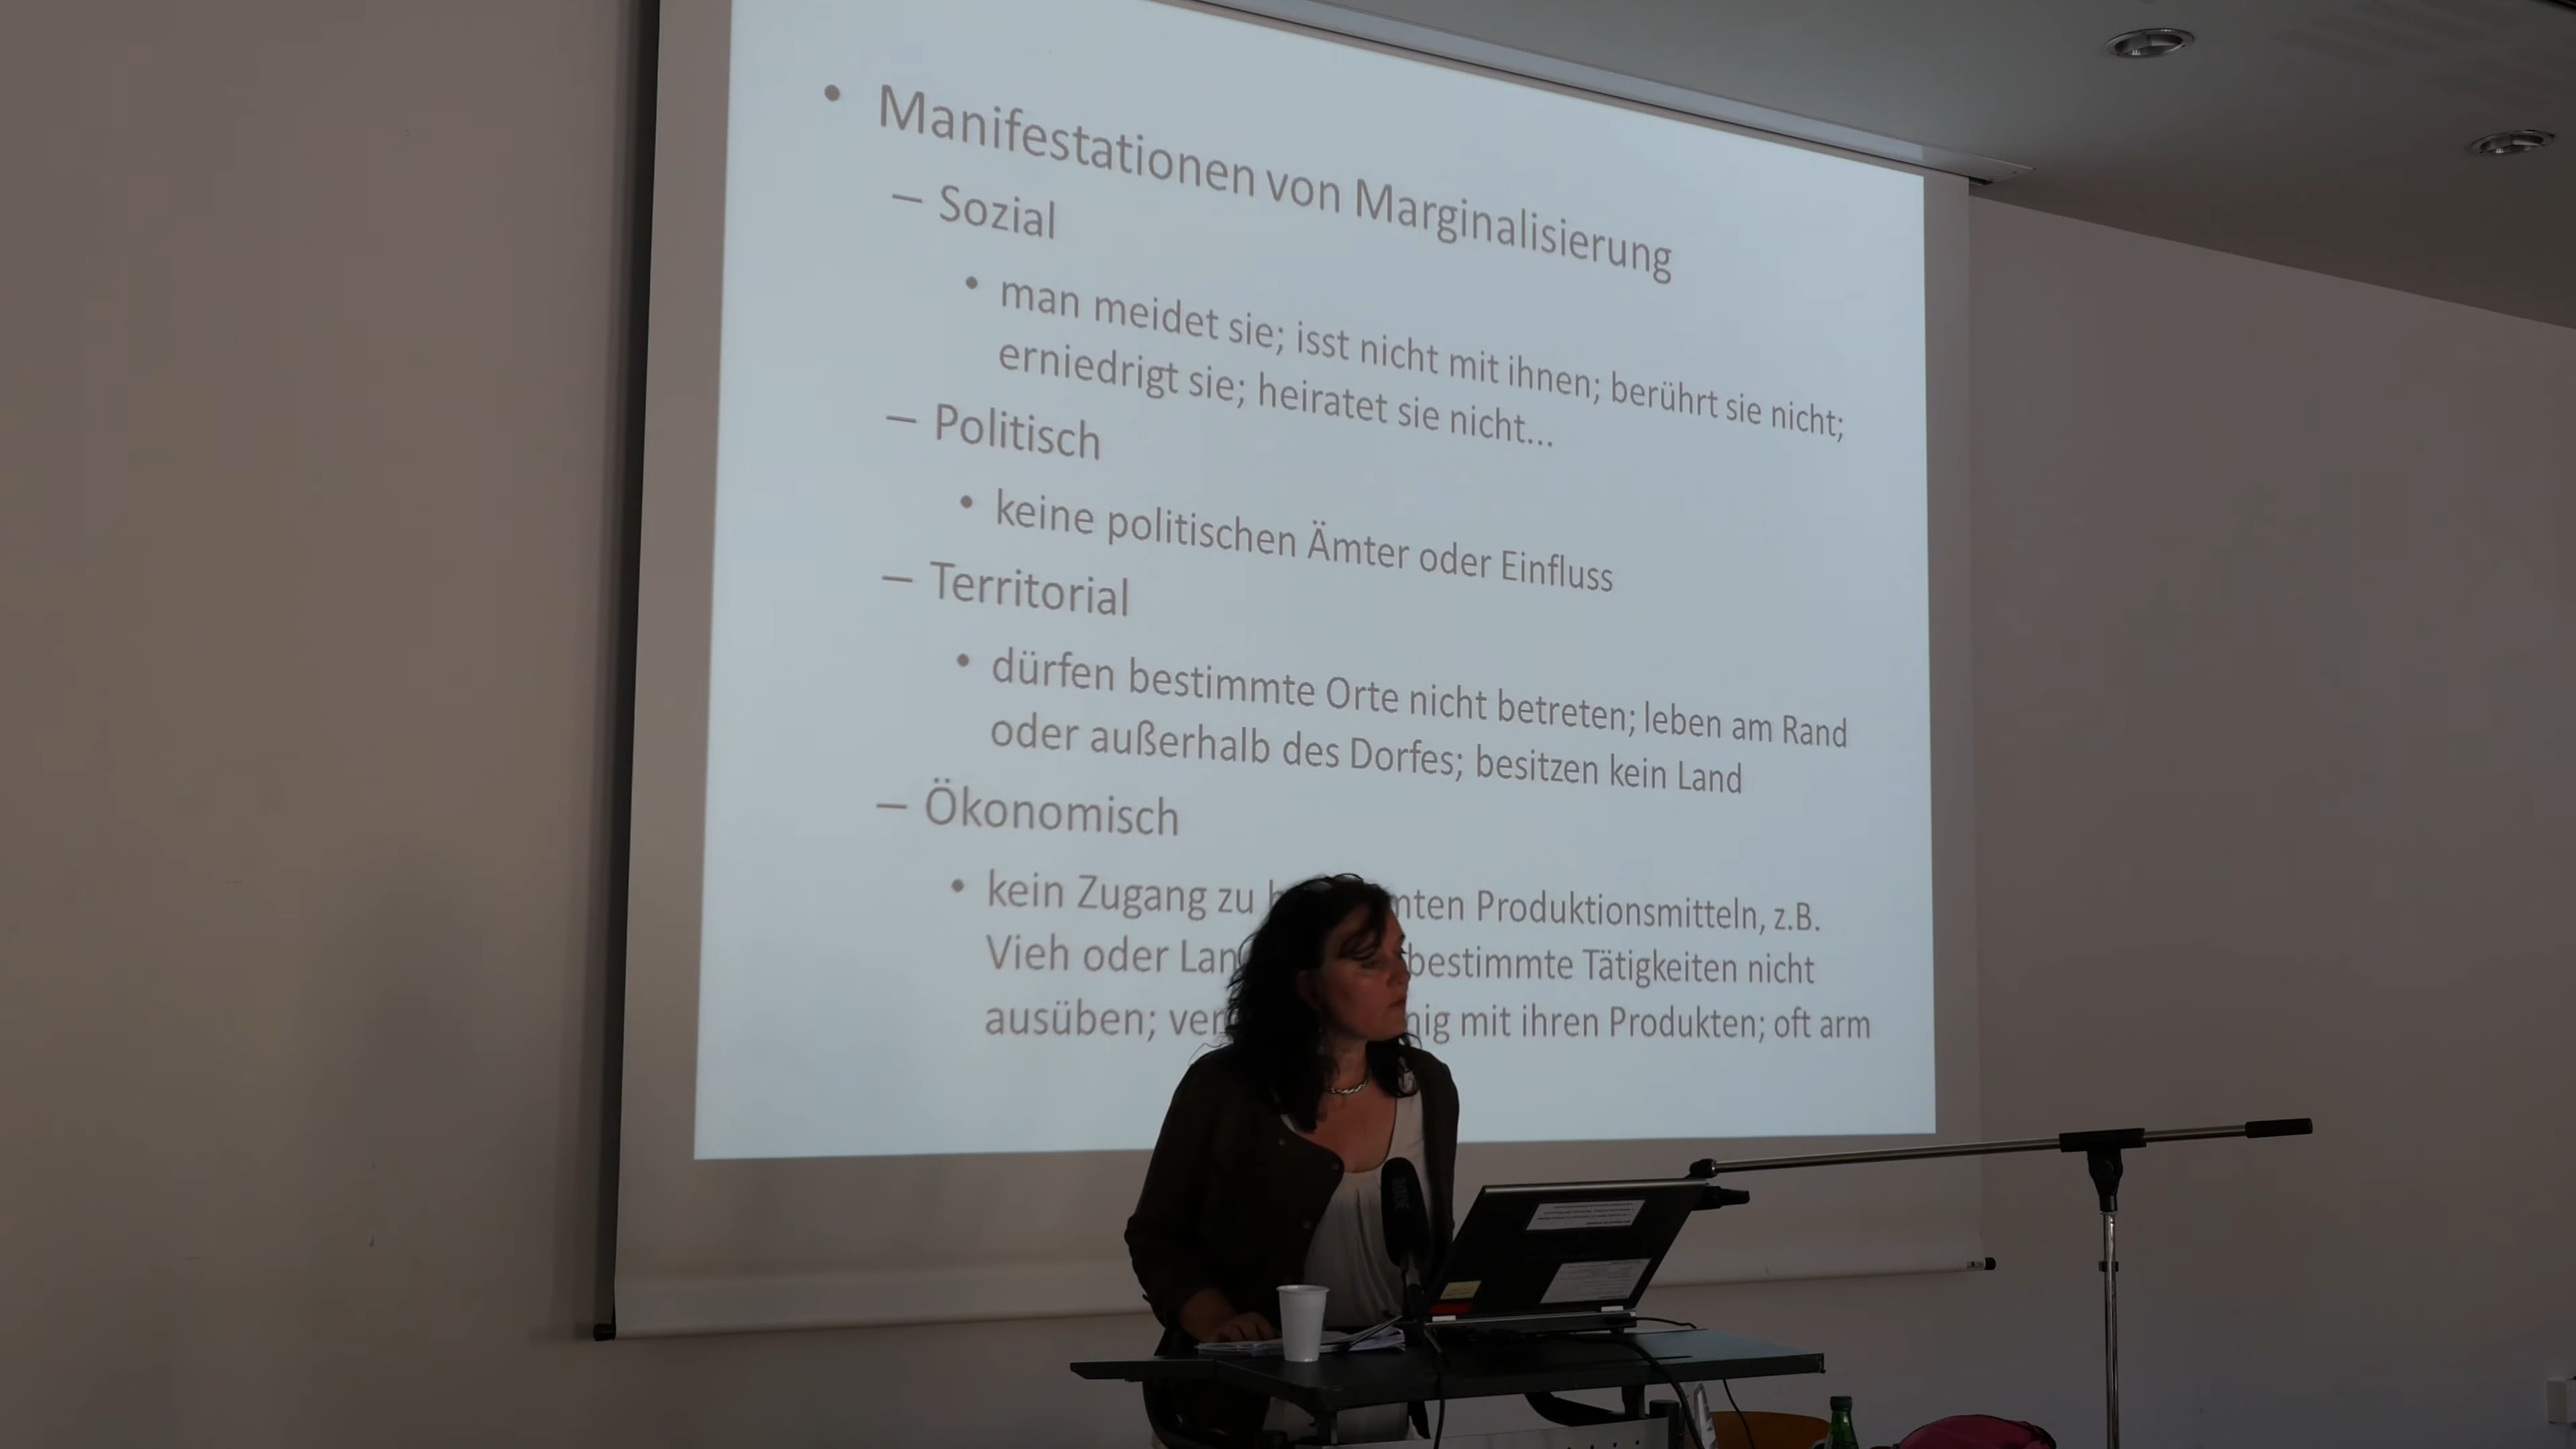 • Manifestationen von Marginalisierung
– Sozial
• man meidet sie; isst nicht mit ihnen; berührt sie nicht;
erniedrigt sie; heiratet sie nicht...
– Politisch
• keine politischen Ämter oder Einfluss
– Territorial
• dürfen bestimmte Orte nicht betreten; leben am Rand
oder außerhalb des Dorfes; besitzen kein Land
– Ökonomisch
• kein Zugang zu Produktionsmitteln, z.B.
Vieh oder bestimmte Tätigkeiten nicht
ausüben; mit ihren Produkten; oft arm